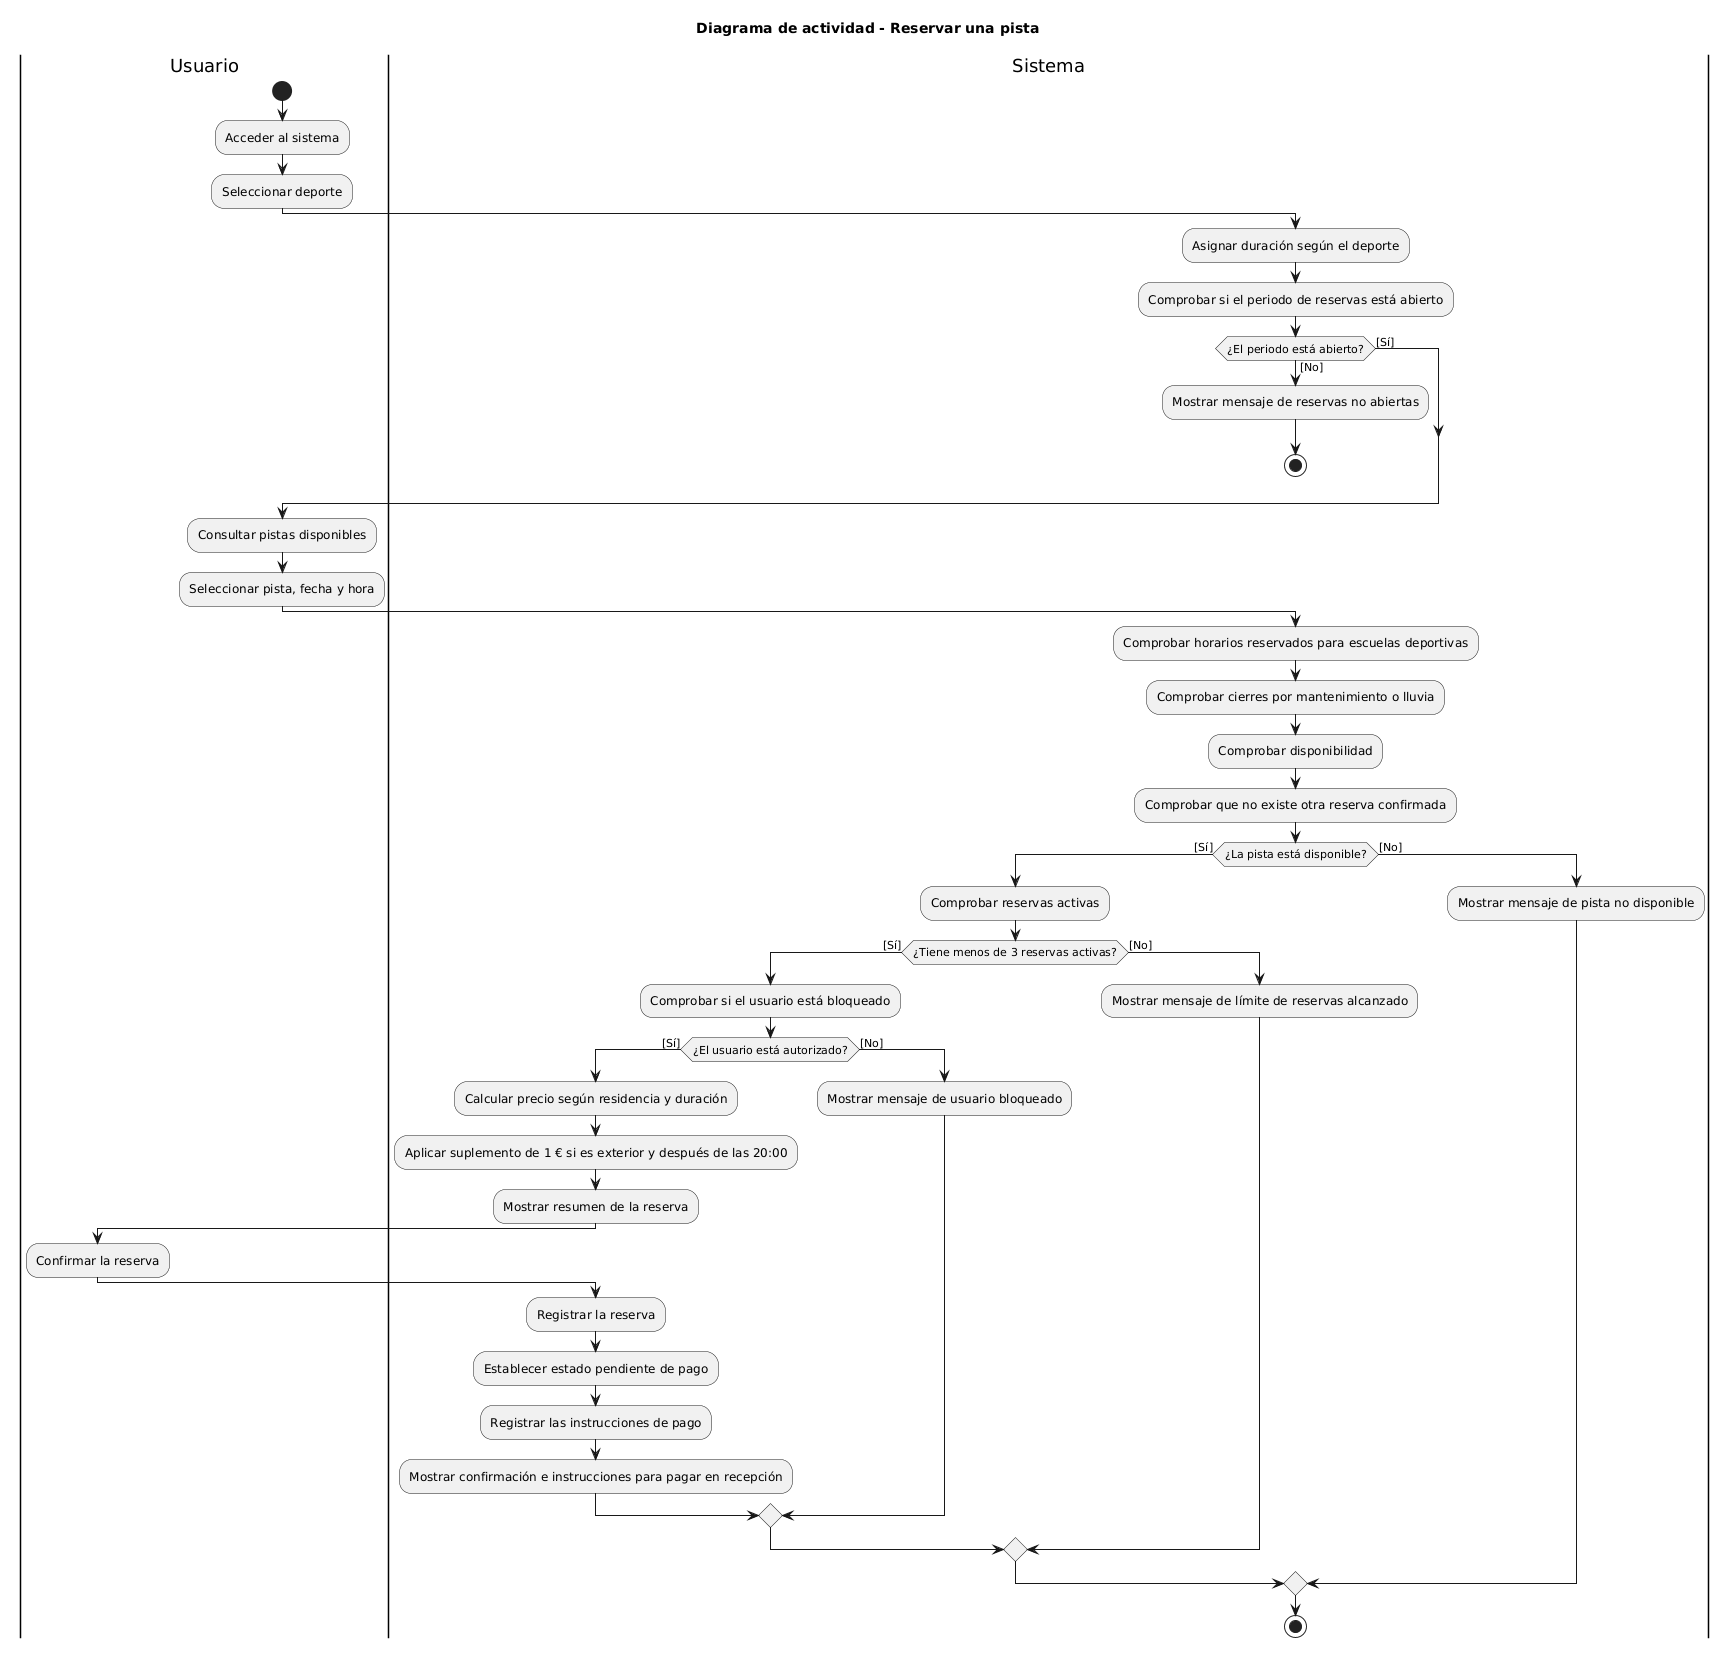 Diagrama de actividad - Reservar una pista
Usuario
Sistema
Acceder al sistema
Seleccionar deporte
Asignar duración según el deporte
Comprobar si el periodo de reservas está abierto
¿El periodo está abierto?
[Sí]
[No]
Mostrar mensaje de reservas no abiertas
Consultar pistas disponibles
Seleccionar pista, fecha y hora
Comprobar horarios reservados para escuelas deportivas
Comprobar cierres por mantenimiento o lluvia
Comprobar disponibilidad
Comprobar que no existe otra reserva confirmada
[Sí]
¿La pista está disponible?
[No]
Comprobar reservas activas
Mostrar mensaje de pista no disponible
[Sí]
¿Tiene menos de 3 reservas activas?
[No]
Comprobar si el usuario está bloqueado
Mostrar mensaje de límite de reservas alcanzado
[Sí]
¿El usuario está autorizado?
[No]
Calcular precio según residencia y duración
Mostrar mensaje de usuario bloqueado
Aplicar suplemento de 1 € si es exterior y después de las 20:00
Mostrar resumen de la reserva
Confirmar la reserva
Registrar la reserva
Establecer estado pendiente de pago
Registrar las instrucciones de pago
Mostrar confirmación e instrucciones para pagar en recepción